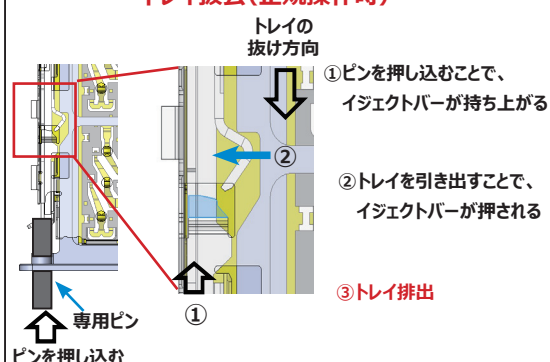 トレイ抜去(正規操作時)
トレイの
抜け方向
①ピンを押し込むことで、
イジェクトバーが持ち上がる
②
②トレイを引き出すことで、
イジェクトバーが押される
③トレイ排出
①
専用ピン
ピンを押し込む